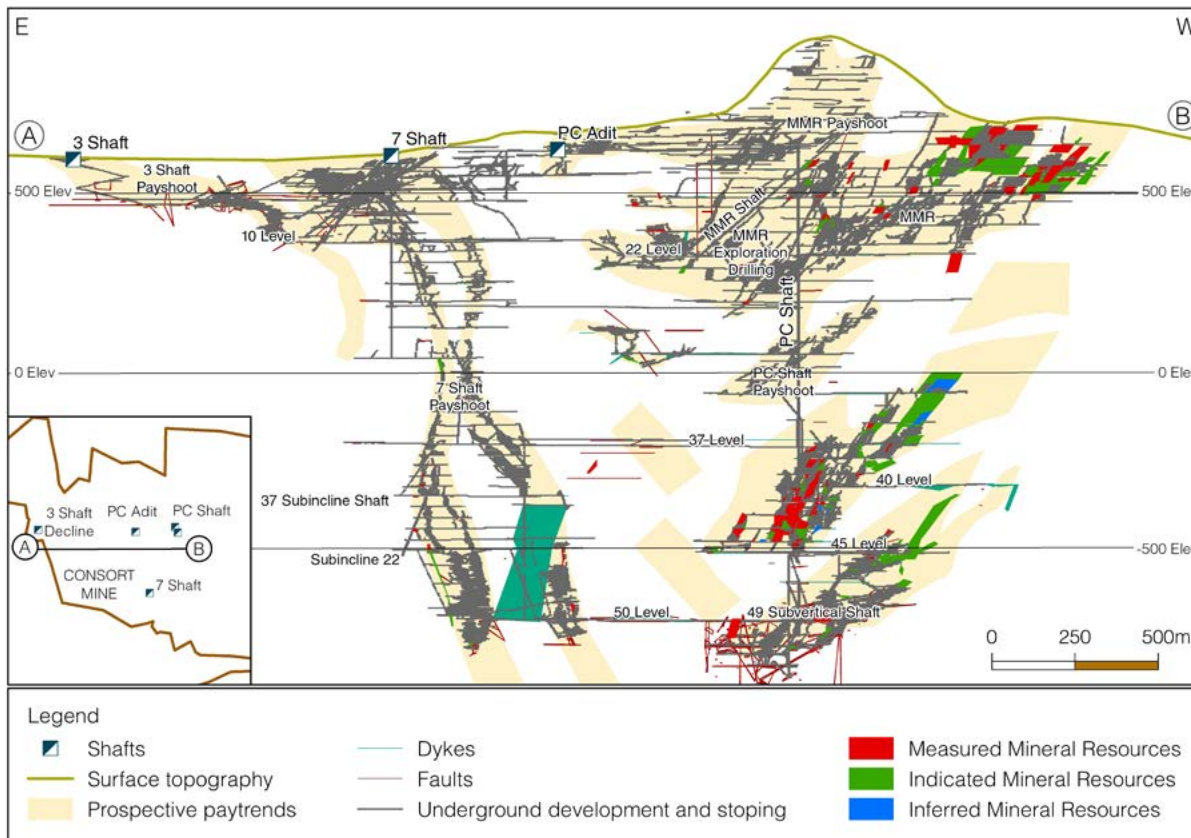 E
W
A
B
3 Shaft
7 Shaft
PC Adit
MMR Payshoot
3 Shaft
Payshoot
500 Elev
500 Elev
MMR Shaft
MMR
10 Level
22 Level
MMR
Exploration
Drilling
PC Shaft
0 Elev
0 Ele
7 Shaft
Payshoot
PC Shaft
Payshoot
37 Level
40 Level
37 Subincline Shaft
45 Level
-500 Elev
Subincline 22
50 Level
49 Subvertical Shaft
3 Shaft
Decline
PC Adit
PC Shaft
A
B
CONSORT
MINE
7 Shaft
0 250 500m
Legend
Shafts
Surface topography
Prospective paytrends
Dykes
Faults
Underground development and stoping
Measured Mineral Resources
Indicated Mineral Resources
Inferred Mineral Resources